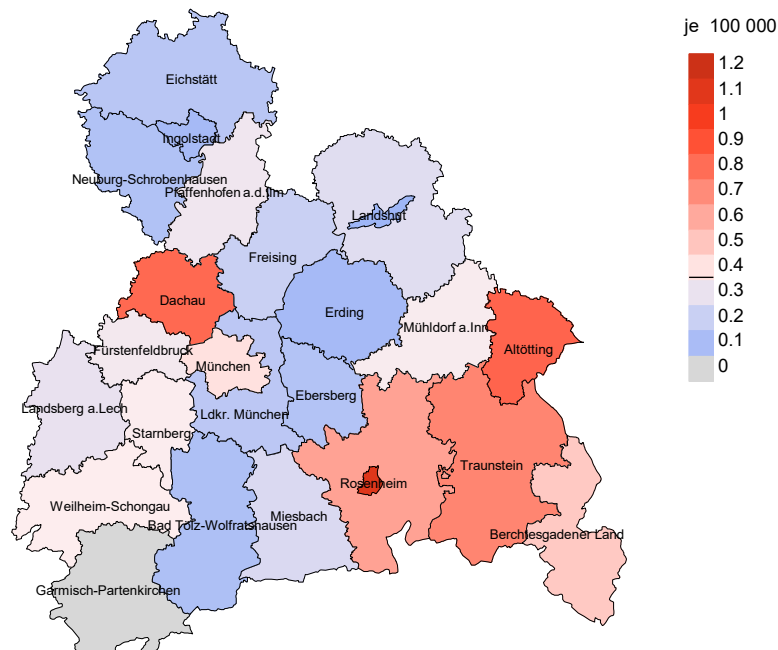 je 100 000
1.2
1.1
1
0.9
0.8
0.7
0.6
0.5
0.4
0.3
0.2
0.1
0
Eichstätt
Ingolstadt
Neuburg-Schrobenhausen
Pfaffenhofen a.d.Ilm
Landshut
Freising
Dachau
Erding
Mühldorf a.Inn
Altötting
Fürstenfeldbruck
München
Ebersberg
Landsberg a.Lech
Ldkr. München
Starnberg
Traunstein
Rosenheim
Weilheim-Schongau
Miesbach
Bad Tölz-Wolfratshausen
Berchtesgadener Land
Garmisch-Partenkirchen